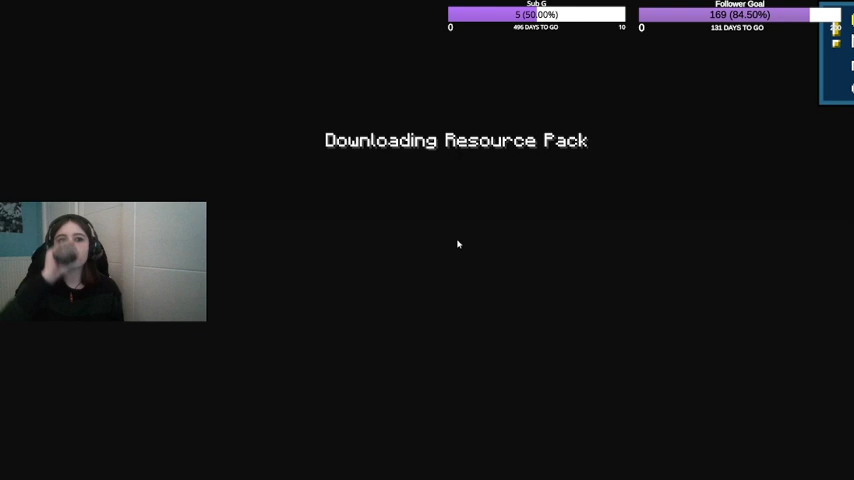 Sub G
5 (50.00%)
0
496 DAYS TO GO
10
Follower Goal
169 (84.50%)
0
131 DAYS TO GO
Downloading Resource Pack